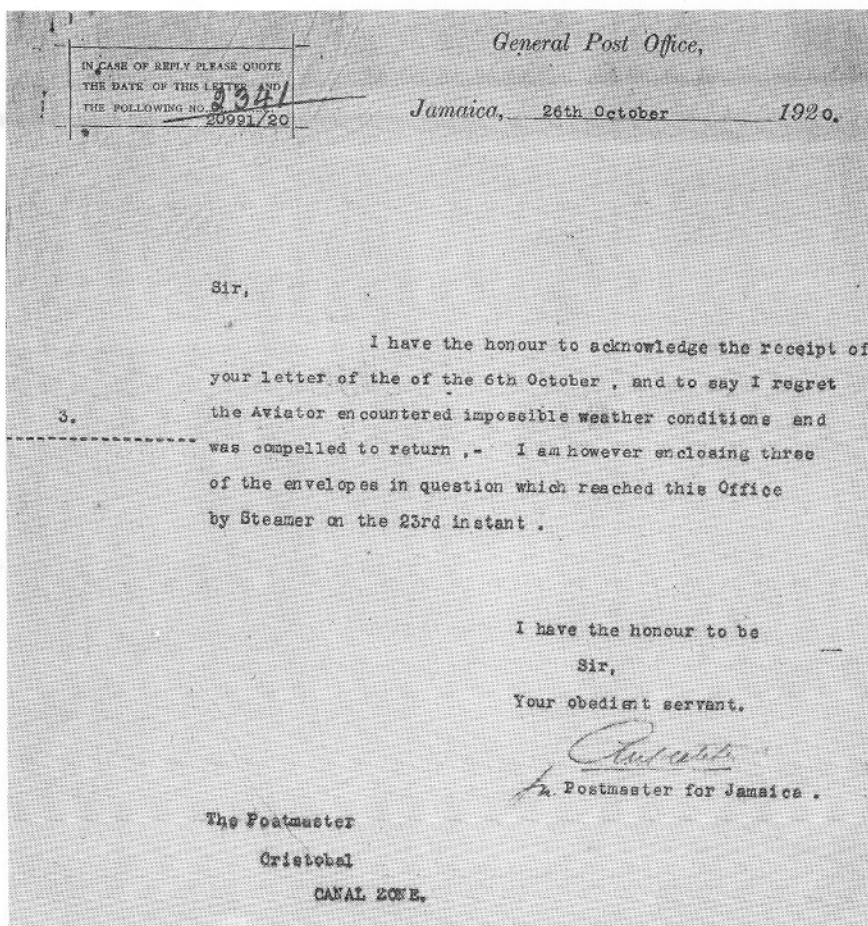 General Post Office,
IN CASE OF REPLY PLEASE QUOTE
THE DATE OF THIS LETTER AND
THE FOLLOWING NO. 2341
20991/20
Jamaica, 26th October 1920.
Sir,
I have the honour to acknowledge the receipt of
your letter of the of the 6th October , and to say I regret
3. the Aviator encountered impossible weather conditions and
was compelled to return ,- I am however enclosing three
of the envelopes in question which reached this Office
by Steamer on the 23rd instant .
I have the honour to be
Sir,
Your obedient servant.
for Postmaster for Jamaica .
The Postmaster
Cristobal
CANAL ZONE.